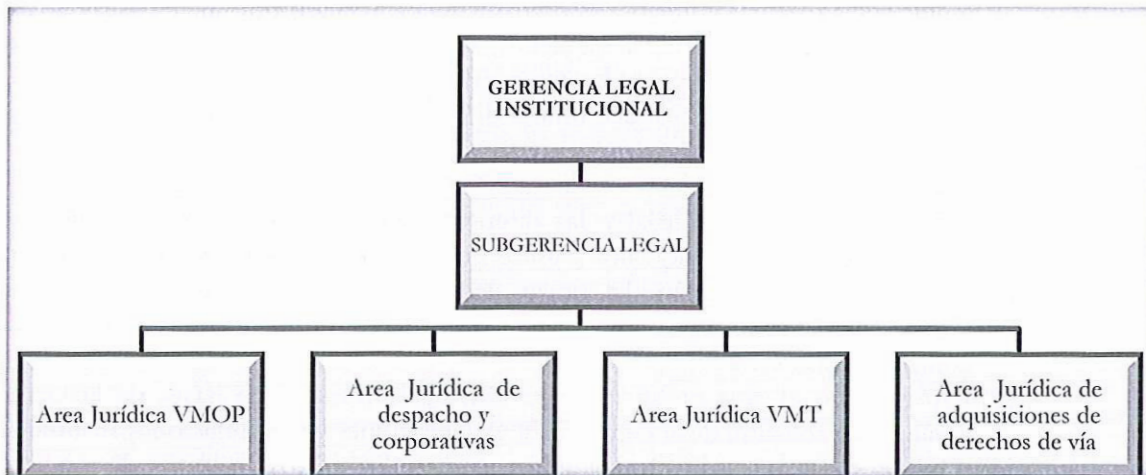 GERENCIA LEGAL
INSTITUCIONAL
SUBGERENCIA LEGAL
Area Jurídica VMOP
Area Jurídica de
despacho y
corporativas
Area Jurídica VMT
Area Jurídica de
adquisiciones de
derechos de vía